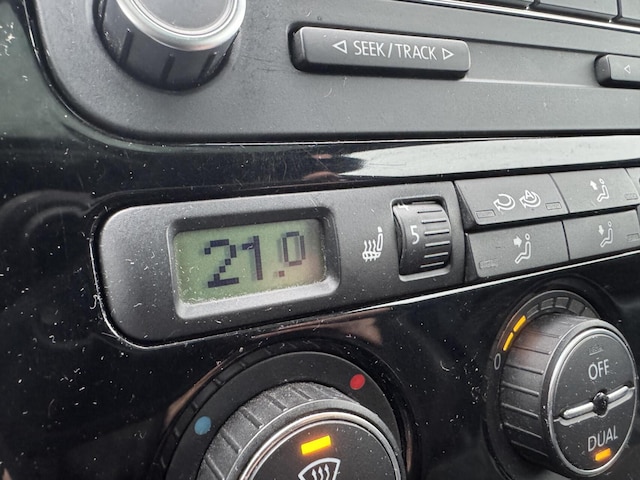 SEEK/TRACK
21.0
5
0
OFF
DUAL